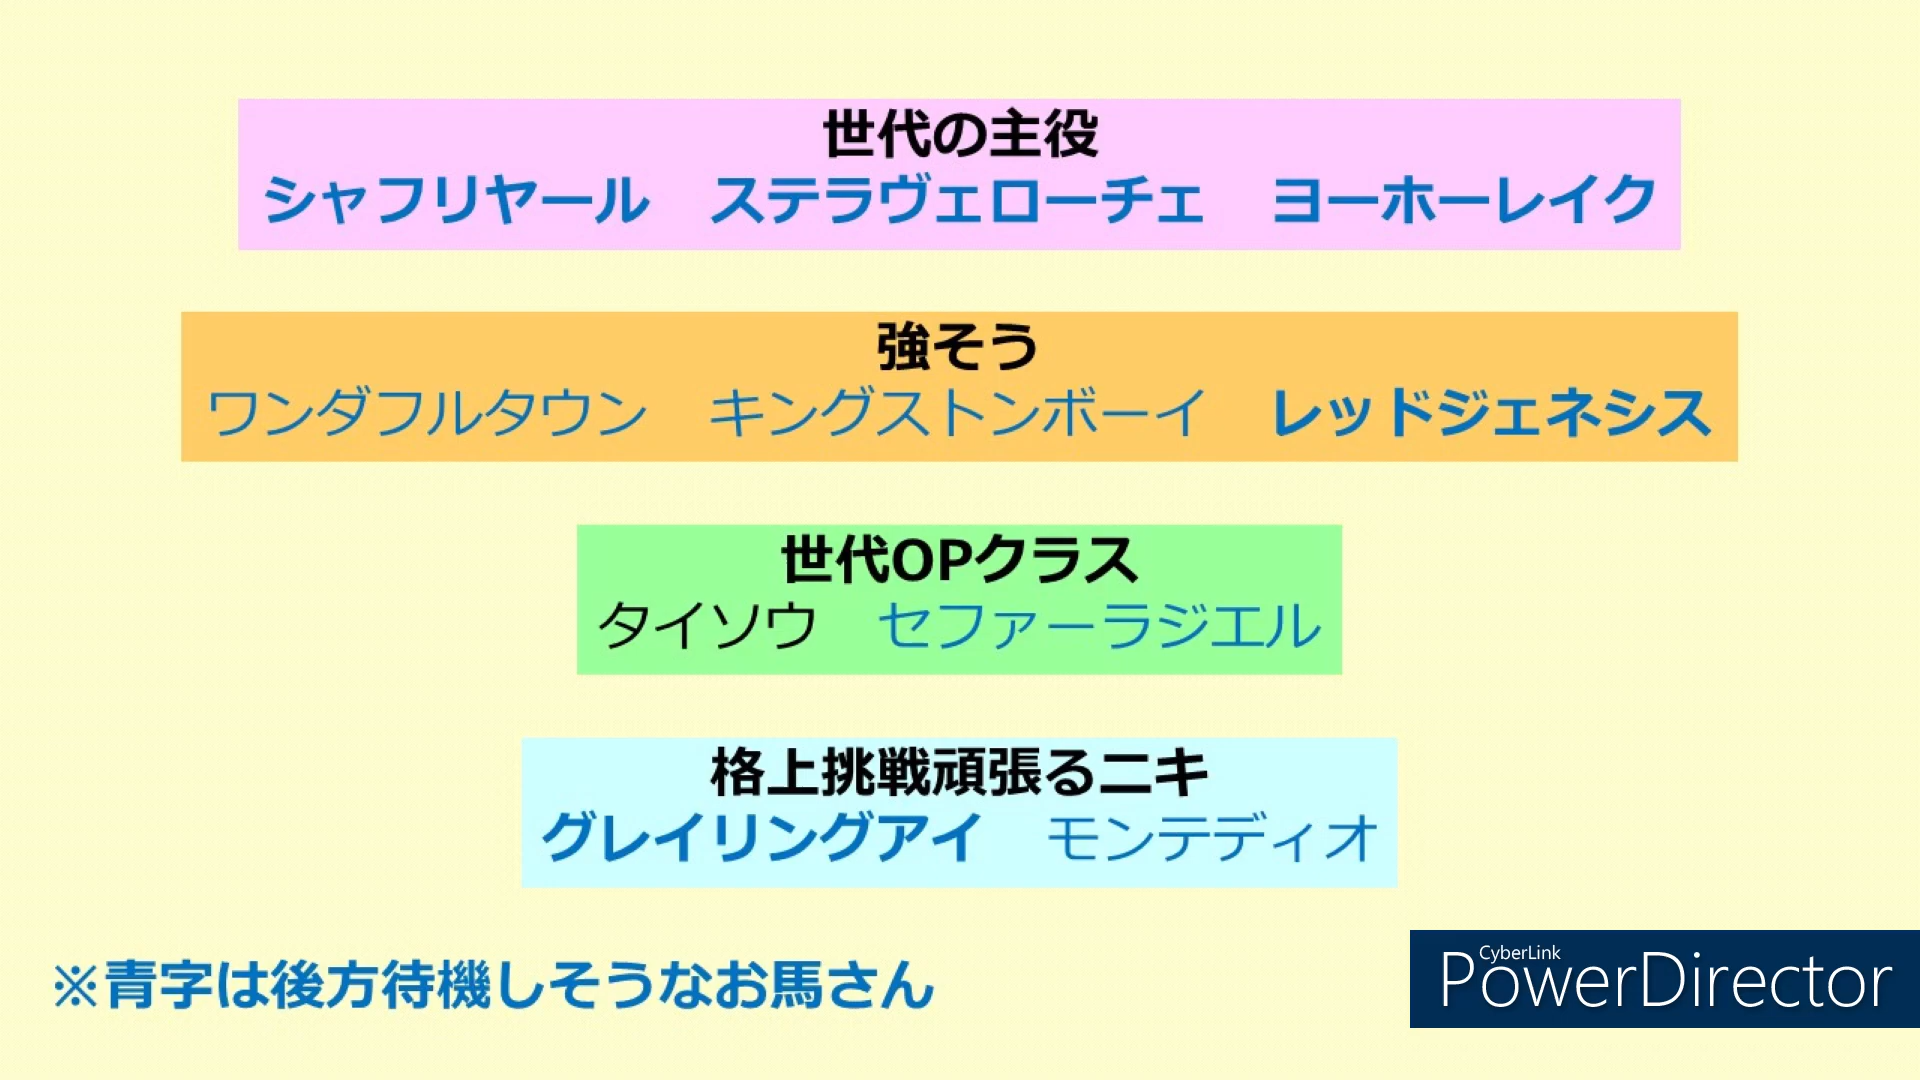 世代の主役
シャフリヤール　ステラヴェローチェ　ヨーホーレイク
強そう
ワンダフルタウン　キングストンボーイ　レッドジェネシス
世代OPクラス
タイソウ　セファーラジエル
格上挑戦頑張るニキ
グレイリングアイ　モンテディオ
※青字は後方待機しそうなお馬さん
CyberLink
PowerDirector